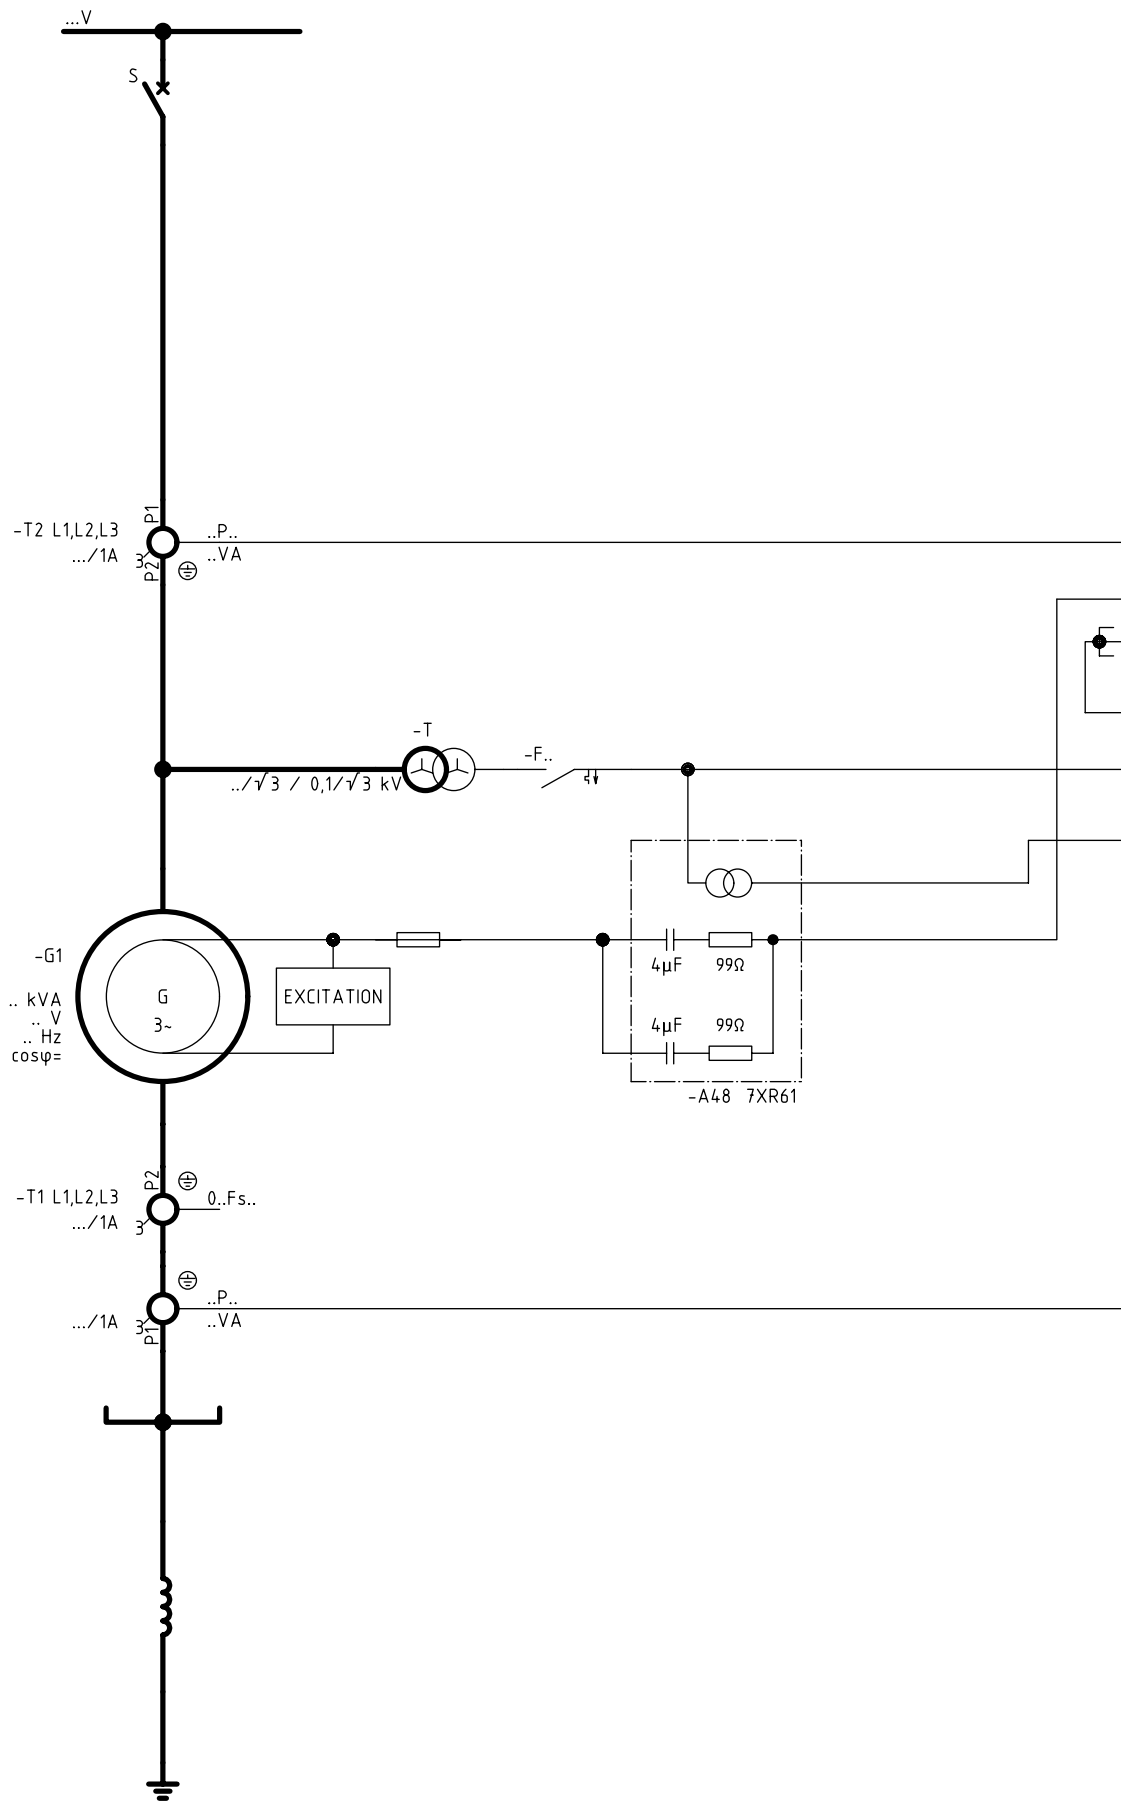 ...V
S
P1
-T2 L1,L2,L3
..P..
.../1A
3
..VA
P2
-T
-F..
../√3 / 0,1/√3 kV
-G1
.. kVA
.. V
.. Hz
cosφ=
G
3~
EXCITATION
4µF 99Ω
4µF 99Ω
-A48 7XR61
P2
-T1 L1,L2,L3
0..Fs..
.../1A
3
..P..
.../1A
3
..VA
P1